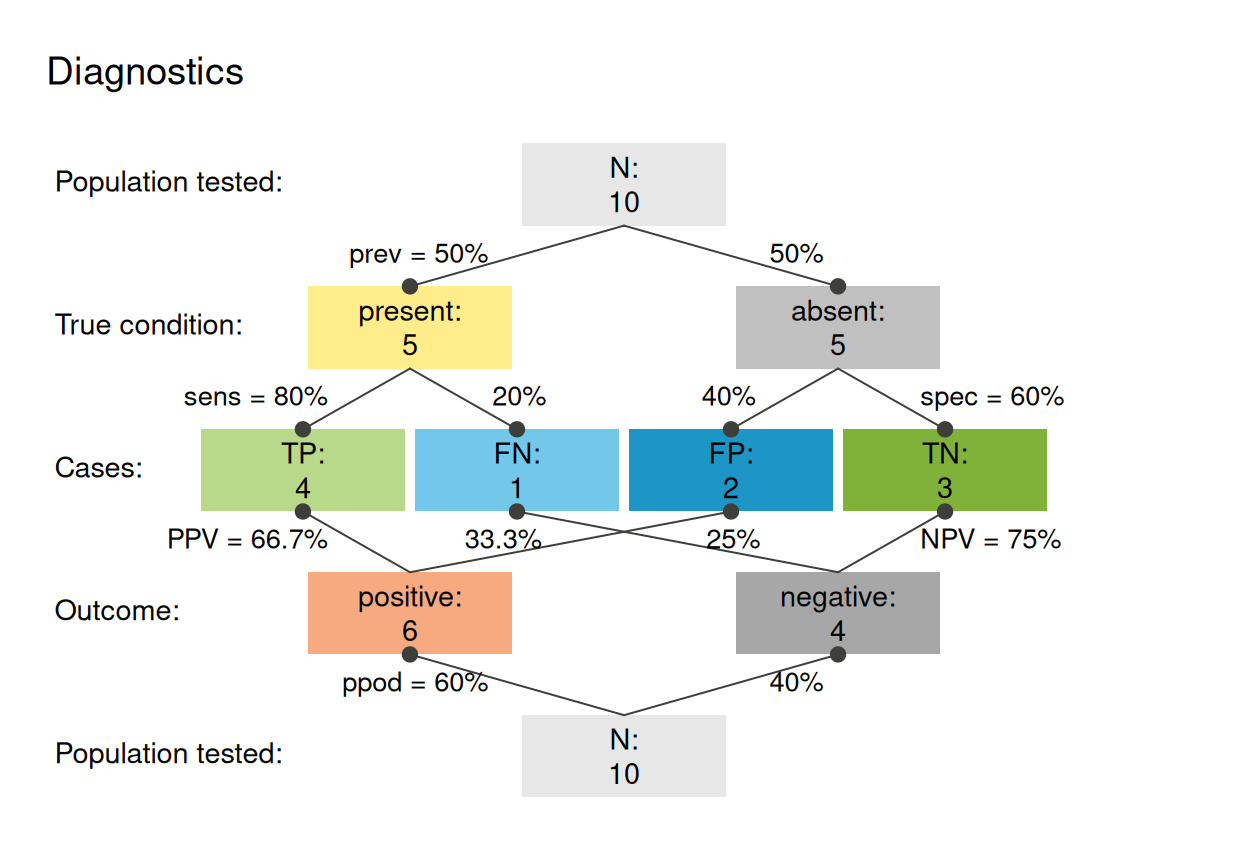 Diagnostics
Population tested:
N:
10
prev = 50%
50%
True condition:
present:
5
absent:
5
sens = 80%
20%
40%
spec = 60%
Cases:
TP:
4
FN:
1
FP:
2
TN:
3
PPV = 66.7%
33.3%
25%
NPV = 75%
Outcome:
positive:
6
negative:
4
ppod = 60%
40%
Population tested:
N:
10